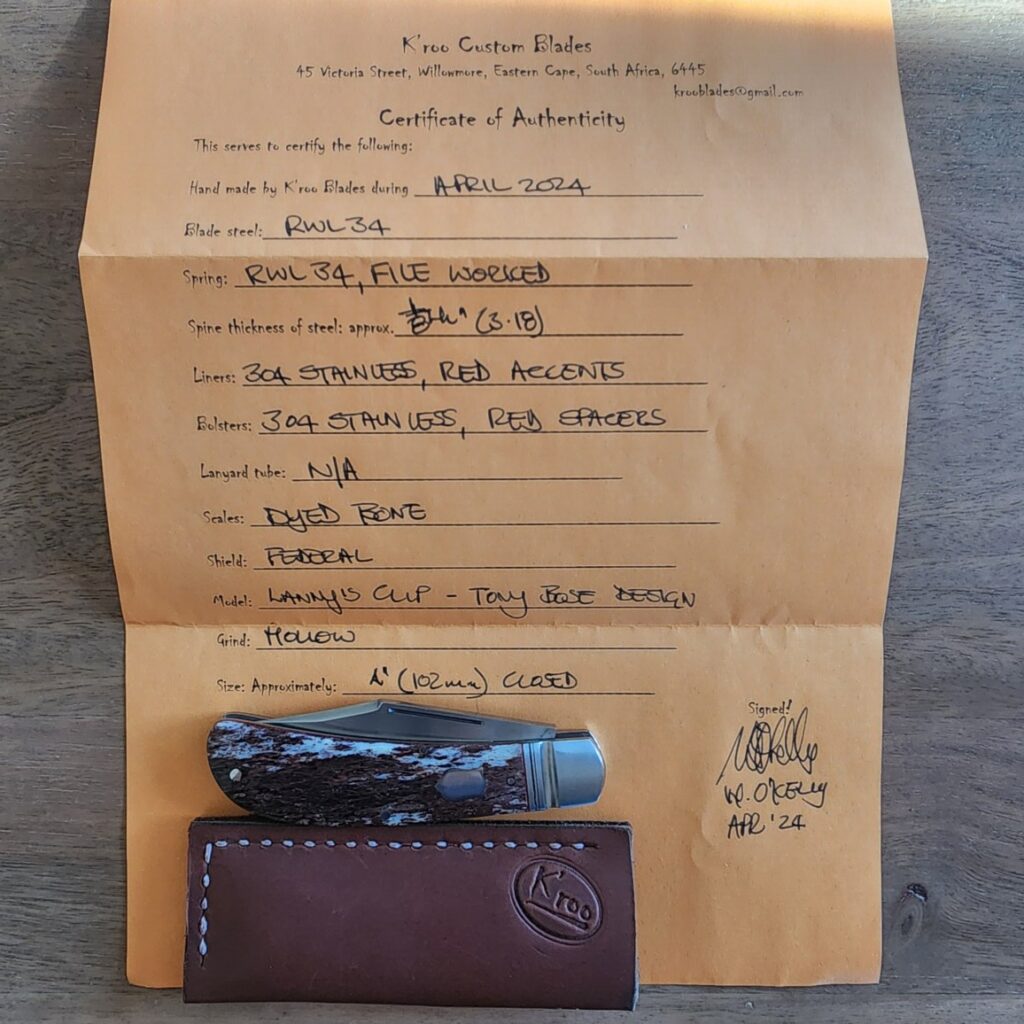 K'roo Custom Blades
45 Victoria Street, Willowmore, Eastern Cape, South Africa, 6445
krooblades@gmail.com
Certificate of Authenticity
This serves to certify the following:
Hand made by K'roo Blades during APRIL 2024
Blade steel: RWL34
Spring: RWL 34, FILE WORKED
Spine thickness of steel: approx. (3.18)
Liners: 304 STAINLESS, RED ACCENTS
Bolsters: 304 STAINLESS, RED SPACERS
Lanyard tube: N/A
Scales: DYED BONE
Shield: FEDERAL
Model: LANNY'S CLIP - TONY BOSE DESIGN
Grind: HOLLOW
Size: Approximately: 4" (102mm) CLOSED
Signed:
W. O'KELLY
APR '24
K'roo